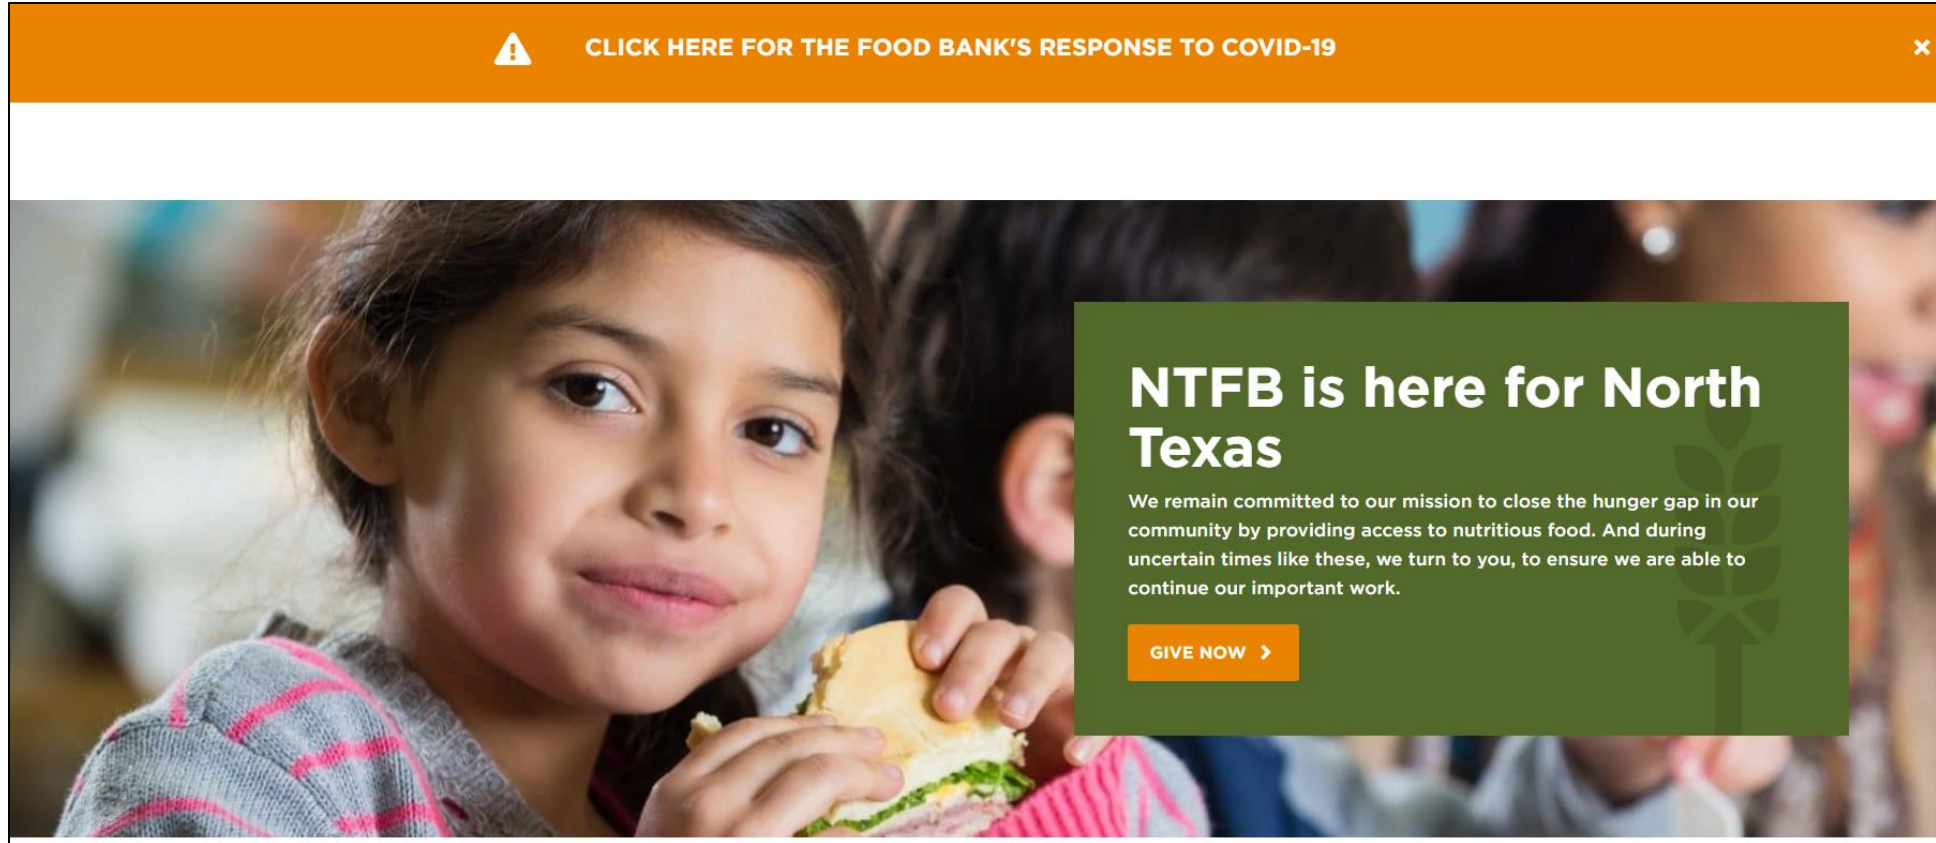 CLICK HERE FOR THE FOOD BANK'S RESPONSE TO COVID-19
NTFB is here for North
Texas
We remain committed to our mission to close the hunger gap in our
community by providing access to nutritious food. And during
uncertain times like these, we turn to you, to ensure we are able to
continue our important work.
GIVE NOW